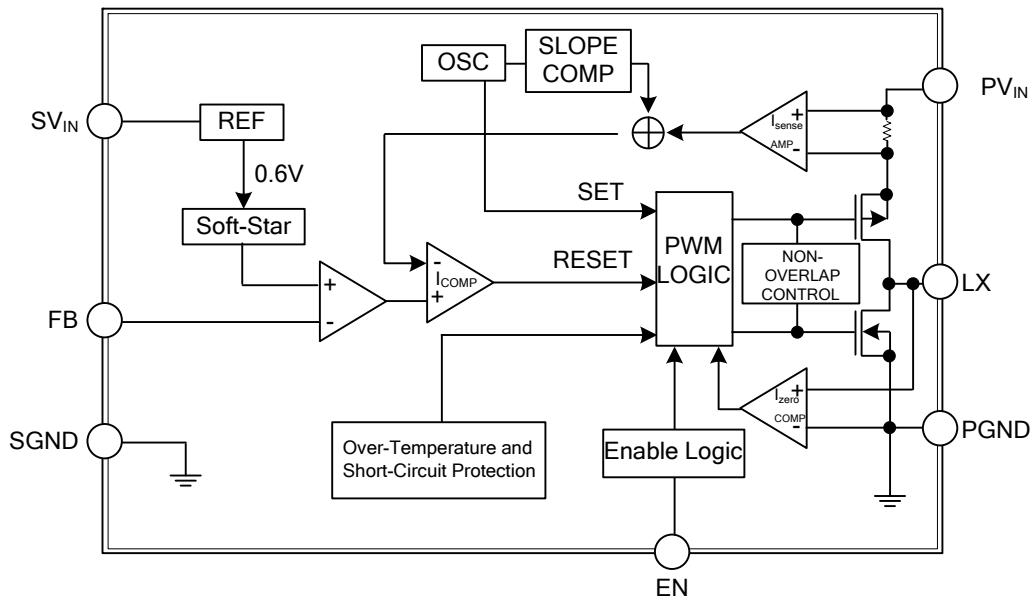 OSC
SLOPE
COMP
PVIN
SVIN
REF
Isense
+
AMP
-
0.6V
SET
Soft-Star
PWM
LOGIC
NON-
OVERLAP
CONTROL
RESET
-
ICOMP
+
LX
+
-
FB
Izero
+
COMP
-
SGND
PGND
Over-Temperature and
Short-Circuit Protection
Enable Logic
EN